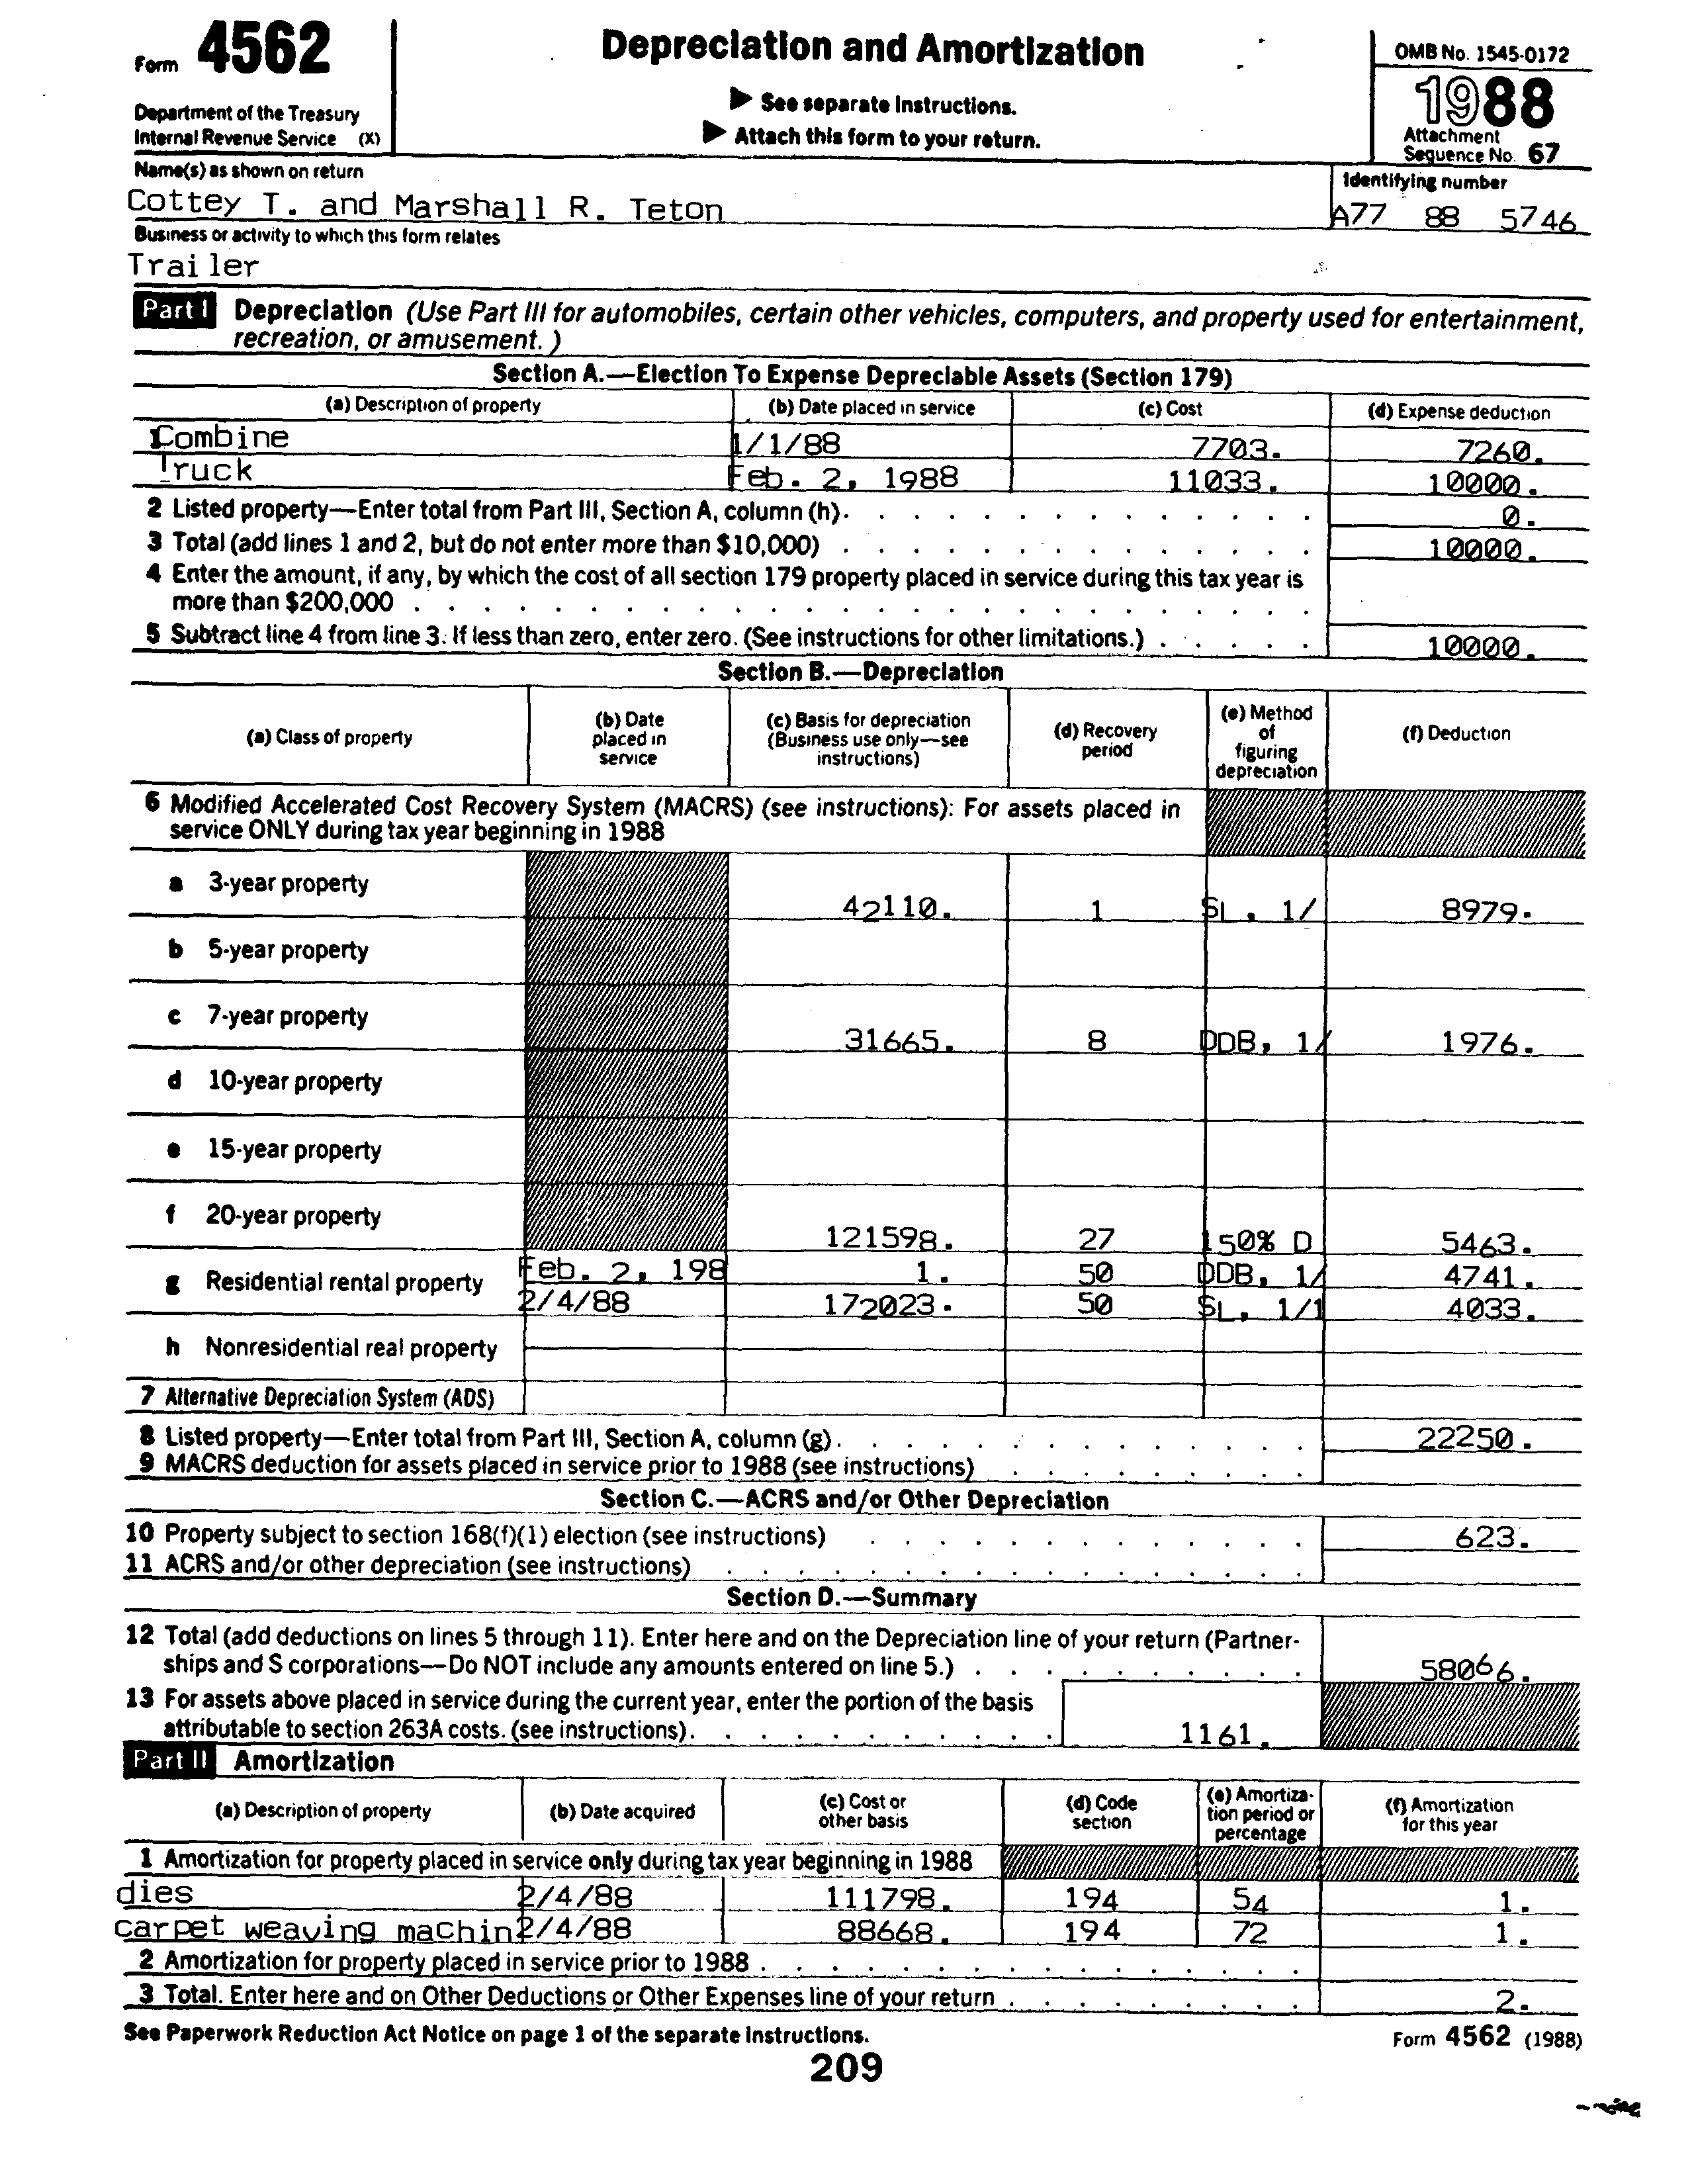 Form 4562
Department of the Treasury
Internal Revenue Service (X)
Depreciation and Amortization
▶ See separate Instructions.
▶ Attach this form to your return.
OMB No. 1545-0172
1988
Attachment
Sequence No. 67
Name(s) as shown on return
Cottey T. and Marshall R. Teton
Identifying number
A77 88 5746
Business or activity to which this form relates
Trailer
Part I Depreciation (Use Part III for automobiles, certain other vehicles, computers, and property used for entertainment,
recreation, or amusement.)
Section A.—Election To Expense Depreciable Assets (Section 179)
(a) Description of property (b) Date placed in service (c) Cost (d) Expense deduction
1 Combine 1/1/88 7703. 7260.
Truck Feb. 2, 1988 11033. 10000.
2 Listed property—Enter total from Part III, Section A, column (h). 0.
3 Total (add lines 1 and 2, but do not enter more than $10,000) 10000.
4 Enter the amount, if any, by which the cost of all section 179 property placed in service during this tax year is
more than $200,000
5 Subtract line 4 from line 3. If less than zero, enter zero. (See instructions for other limitations.) 10000.
Section B.—Depreciation
(a) Class of property (b) Date placed in service (c) Basis for depreciation (Business use only—see instructions) (d) Recovery period (e) Method of figuring depreciation (f) Deduction
6 Modified Accelerated Cost Recovery System (MACRS) (see instructions): For assets placed in
service ONLY during tax year beginning in 1988
a 3-year property 42110. 1 SL, 1/ 8979.
b 5-year property
c 7-year property 31665. 8 DDB, 1/ 1976.
d 10-year property
e 15-year property
f 20-year property 121598. 27 150% D 5463.
Feb. 2, 198 1. 50 DDB, 1/ 4741.
g Residential rental property
2/4/88 172023. 50 SL, 1/1 4033.
h Nonresidential real property
7 Alternative Depreciation System (ADS)
8 Listed property—Enter total from Part III, Section A, column (g). 22250.
9 MACRS deduction for assets placed in service prior to 1988 (see instructions)
Section C.—ACRS and/or Other Depreciation
10 Property subject to section 168(f)(1) election (see instructions) 623.
11 ACRS and/or other depreciation (see instructions)
Section D.—Summary
12 Total (add deductions on lines 5 through 11). Enter here and on the Depreciation line of your return (Partner-
ships and S corporations—Do NOT include any amounts entered on line 5.) 58066.
13 For assets above placed in service during the current year, enter the portion of the basis
attributable to section 263A costs. (see instructions). 1161.
Part II Amortization
(a) Description of property (b) Date acquired (c) Cost or other basis (d) Code section (e) Amortiza-tion period or percentage (f) Amortization for this year
1 Amortization for property placed in service only during tax year beginning in 1988
dies 2/4/88 111798. 194 54 1.
carpet weaving machin 2/4/88 88668. 194 72 1.
2 Amortization for property placed in service prior to 1988
3 Total. Enter here and on Other Deductions or Other Expenses line of your return 2.
See Paperwork Reduction Act Notice on page 1 of the separate Instructions.
Form 4562 (1988)
209